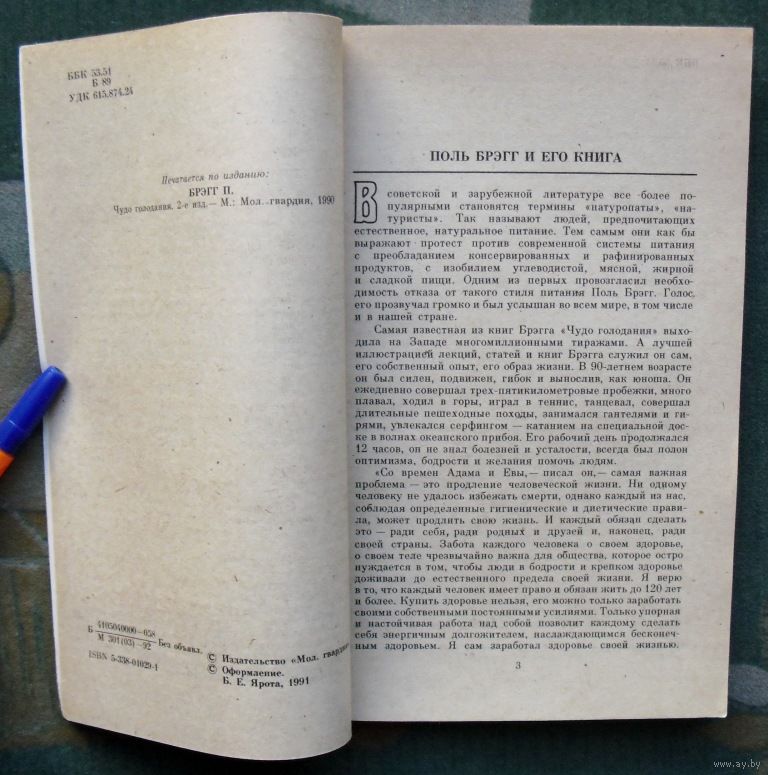 ББК 53.51
Б 89
УДК 615.874.24
Печатается по изданию:
БРЭГГ П.
Чудо голодания. 2-е изд.— М.: Мол. гвардия, 1990
Б 4105040000—058
М 301(03)—92 Без объявл.
ISBN 5-338-01029-1
© Издательство «Мол. гвардия
© Оформление.
Б. Е. Ярота, 1991
ПОЛЬ БРЭГГ И ЕГО КНИГА
В советской и зарубежной литературе все более по-
пулярными становятся термины «натуропаты», «на-
туристы». Так называют людей, предпочитающих
естественное, натуральное питание. Тем самым они как бы
выражают протест против современной системы питания
с преобладанием консервированных и рафинированных
продуктов, с изобилием углеводистой, мясной, жирной
и сладкой пищи. Одним из первых провозгласил необхо-
димость отказа от такого стиля питания Поль Брэгг. Голос
его прозвучал громко и был услышан во всем мире, в том числе
и в нашей стране.
Самая известная из книг Брэгга «Чудо голодания» выхо-
дила на Западе многомиллионными тиражами. А лучшей
иллюстрацией лекций, статей и книг Брэгга служил он сам,
его собственный опыт, его образ жизни. В 90-летнем возрасте
он был силен, подвижен, гибок и вынослив, как юноша. Он
ежедневно совершал трех-пятикилометровые пробежки, много
плавал, ходил в горы, играл в теннис, танцевал, совершал
длительные пешеходные походы, занимался гантелями и ги-
рями, увлекался серфингом — катанием на специальной дос-
ке в волнах океанского прибоя. Его рабочий день продолжался
12 часов, он не знал болезней и усталости, всегда был полон
оптимизма, бодрости и желания помочь людям.
«Со времен Адама и Евы,— писал он,— самая важная
проблема — это продление человеческой жизни. Ни одному
человеку не удалось избежать смерти, однако каждый из нас,
соблюдая определенные гигиенические и диетические прави-
ла, может продлить свою жизнь. И каждый обязан сделать
это — ради себя, ради родных и друзей и, наконец, ради
своей страны. Забота каждого человека о своем здоровье,
о своем теле чрезвычайно важна для общества, которое остро
нуждается в том, чтобы люди в бодрости и крепком здоровье
доживали до естественного предела своей жизни. Я верю
в то, что каждый человек имеет право и обязан жить до 120 лет
и более. Купить здоровье нельзя, его можно только заработать
своими собственными постоянными усилиями. Только упорная
и настойчивая работа над собой позволит каждому сделать
себя энергичным долгожителем, наслаждающимся бесконеч-
ным здоровьем. Я сам заработал здоровье своей жизнью.
3
www.ay.by